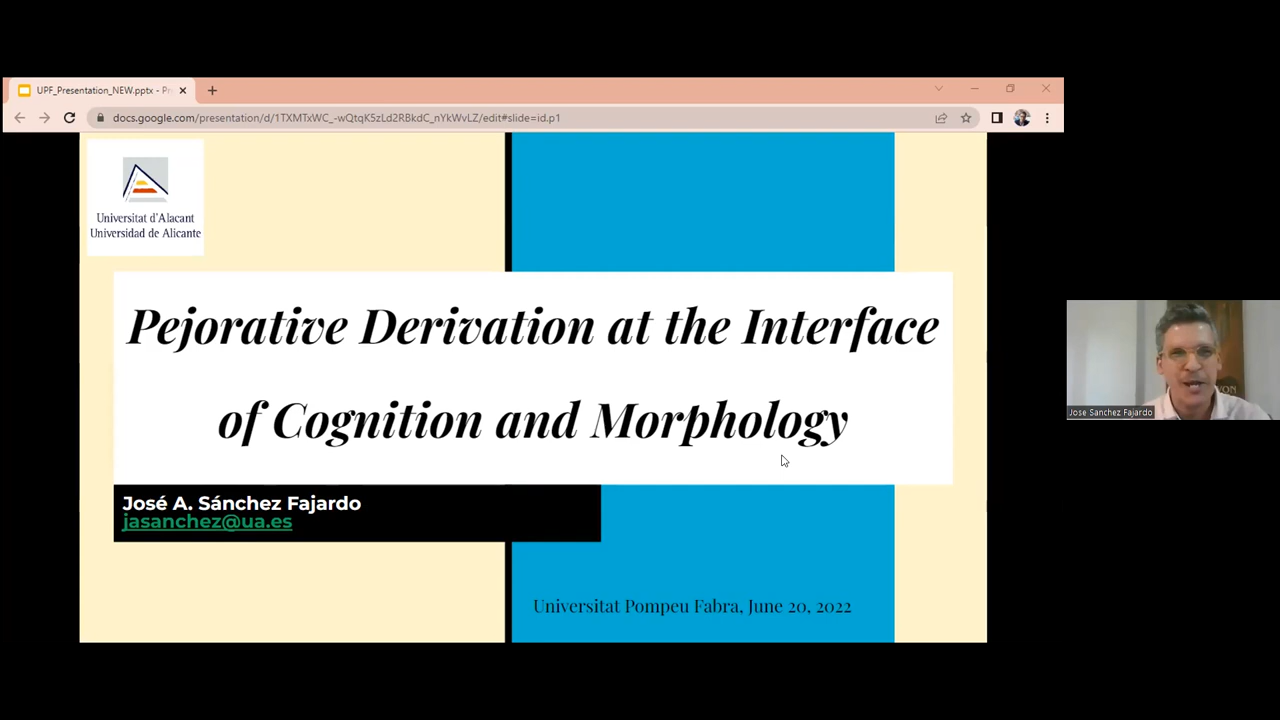 UPF_Presentation_NEW.pptx - Pr
docs.google.com/presentation/d/1TXMTxWC_-wQtqK5zLd2RBkdC_nYkWvLZ/edit#slide=id.p1
Universitat d'Alacant
Universidad de Alicante
Pejorative Derivation at the Interface
of Cognition and Morphology
José A. Sánchez Fajardo
jasanchez@ua.es
Universitat Pompeu Fabra, June 20, 2022
Jose Sanchez Fajardo